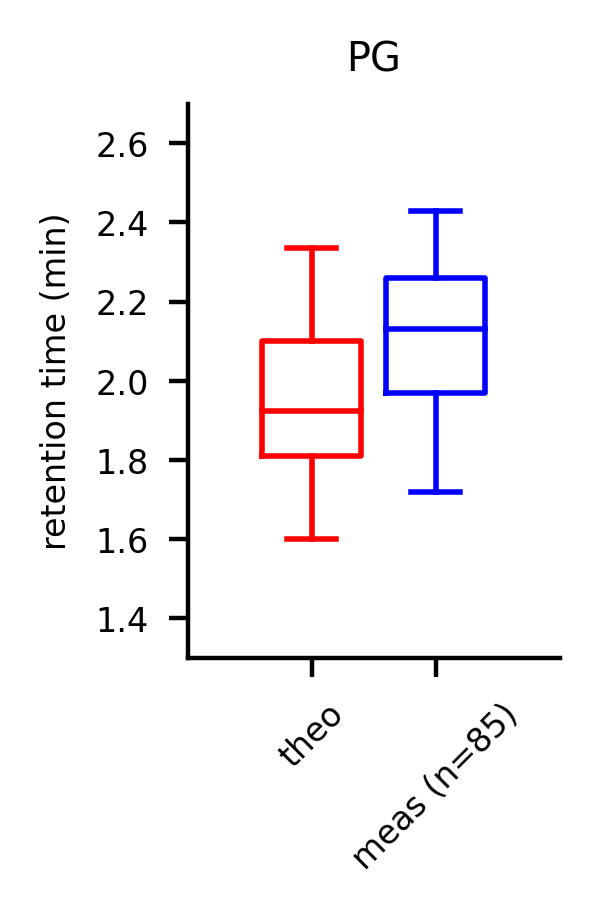 PG
retention time (min)
2.6
2.4
2.2
2.0
1.8
1.6
1.4
theo
meas (n=85)